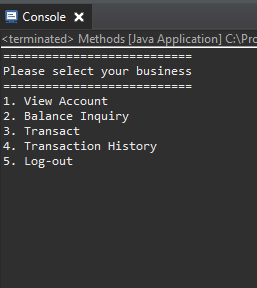 Console
<terminated> Methods [Java Application] C:\Pro
===========================
Please select your business
===========================
1. View Account
2. Balance Inquiry
3. Transact
4. Transaction History
5. Log-out